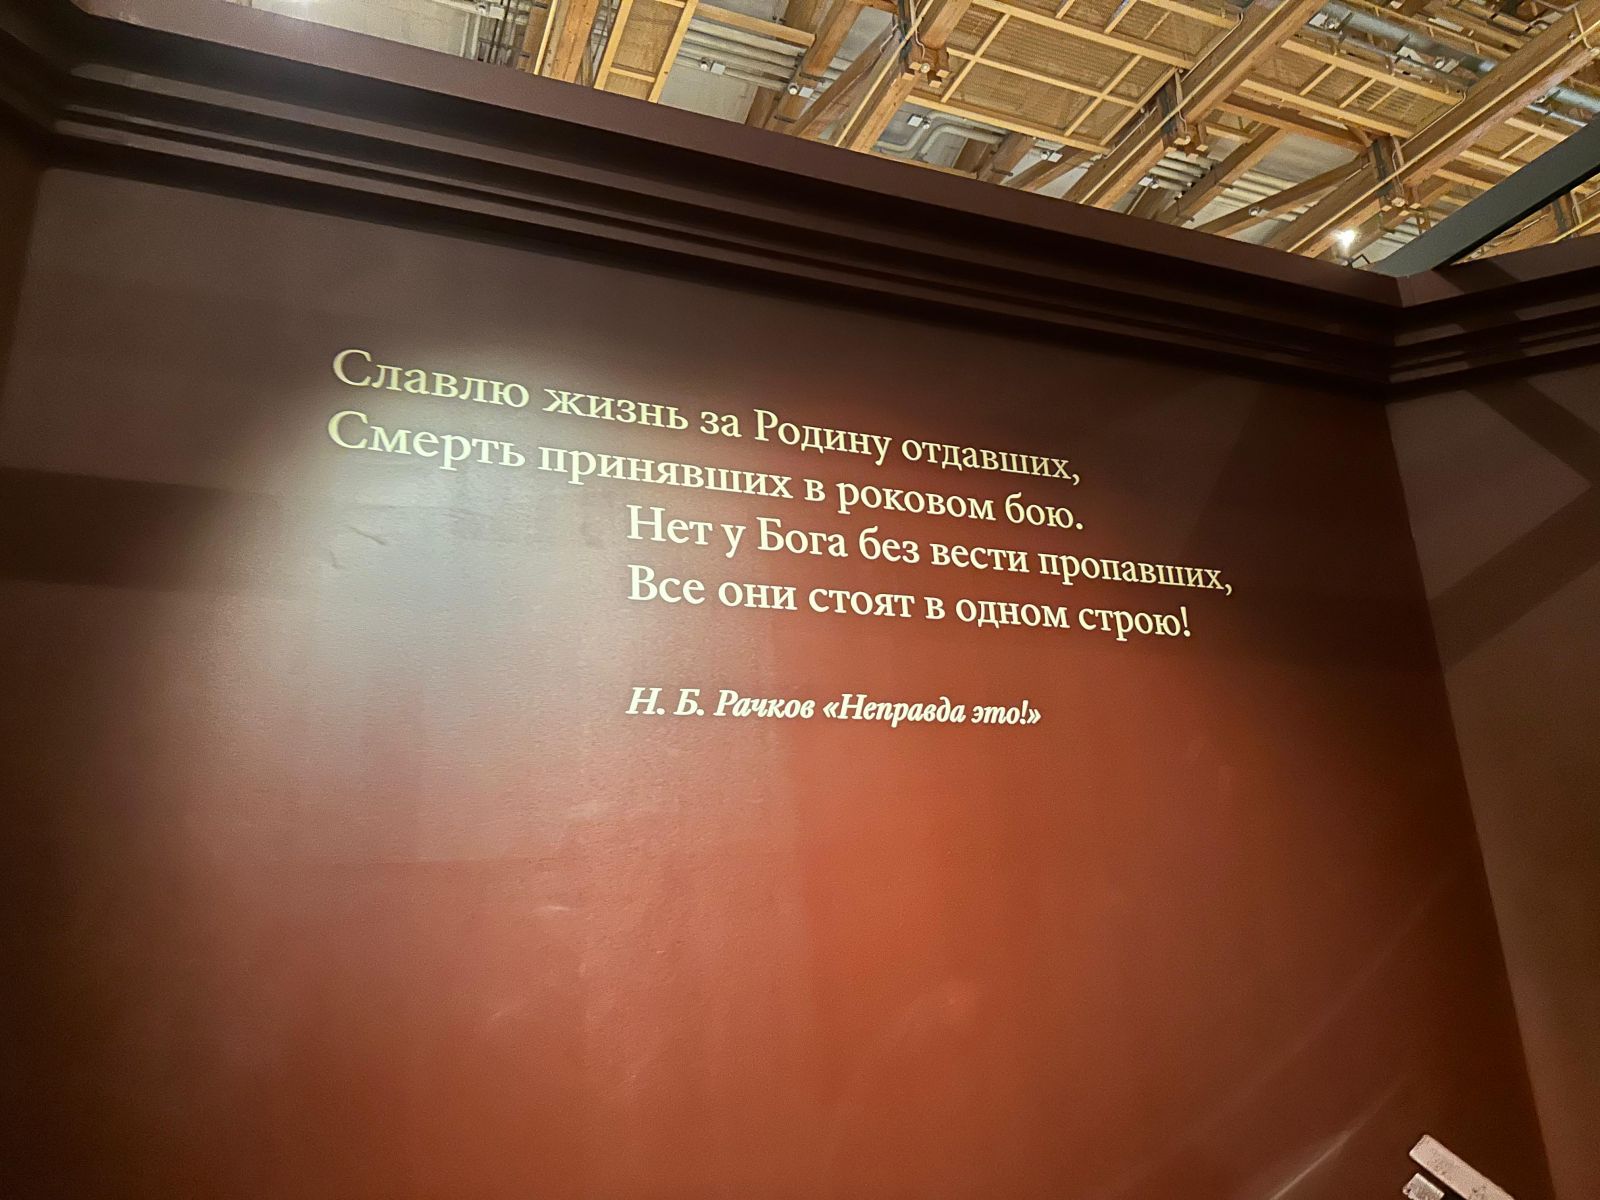 Славлю жизнь за Родину отдавших,
Смерть принявших в роковом бою.
Нет у Бога без вести пропавших,
Все они стоят в одном строю!
Н. Б. Рачков «Неправда это!»